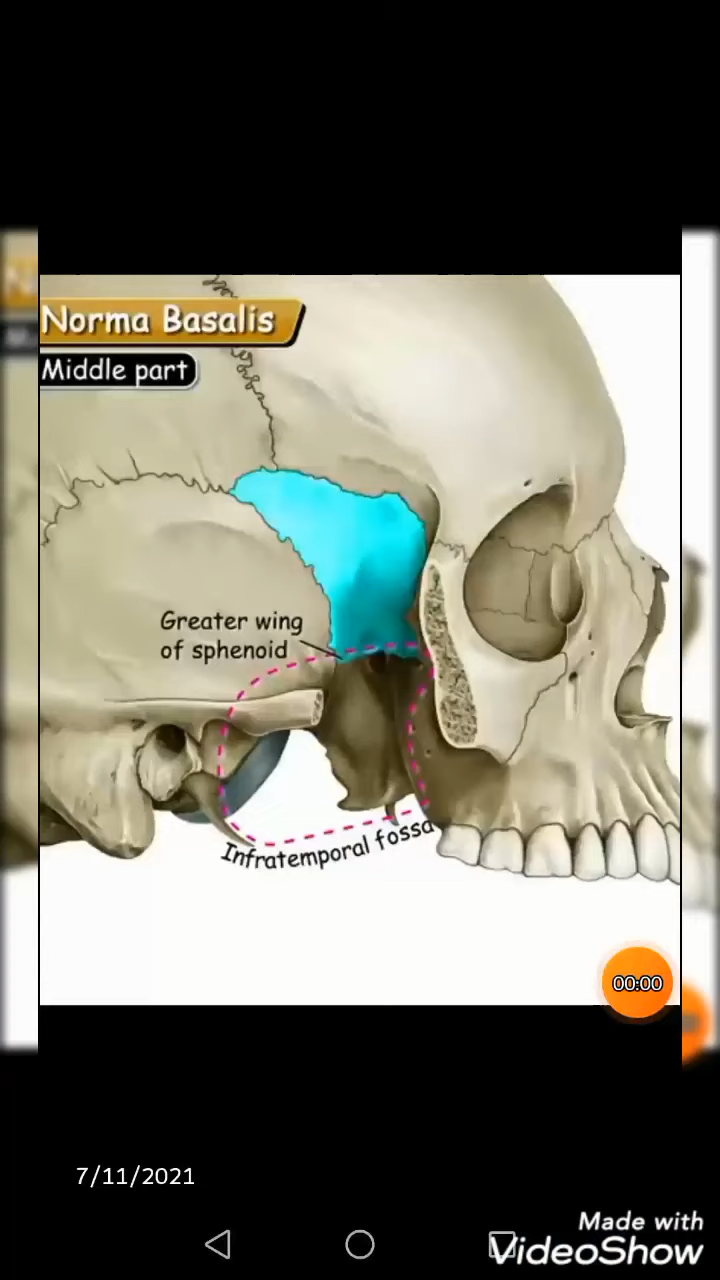 Norma Basalis
Middle part
Greater wing
of sphenoid
Infratemporal fossa
00:00
7/11/2021
Made with
VideoShow